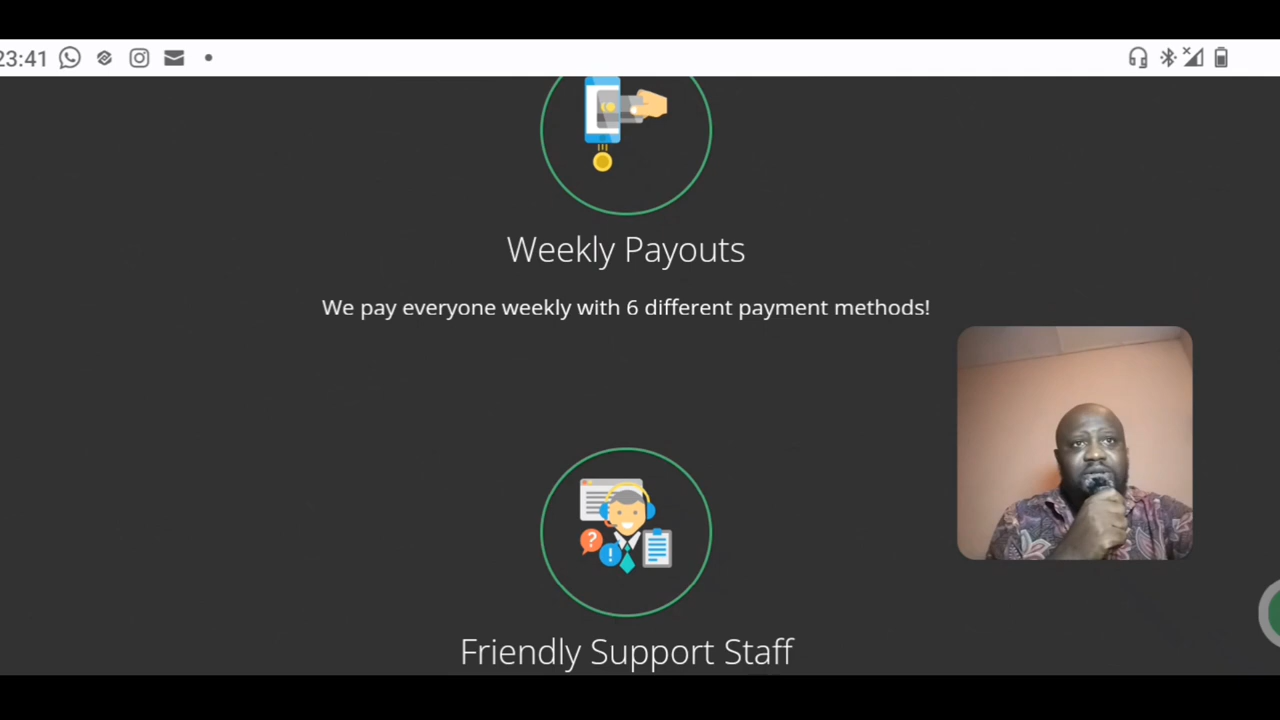 23:41
Weekly Payouts
We pay everyone weekly with 6 different payment methods!
Friendly Support Staff